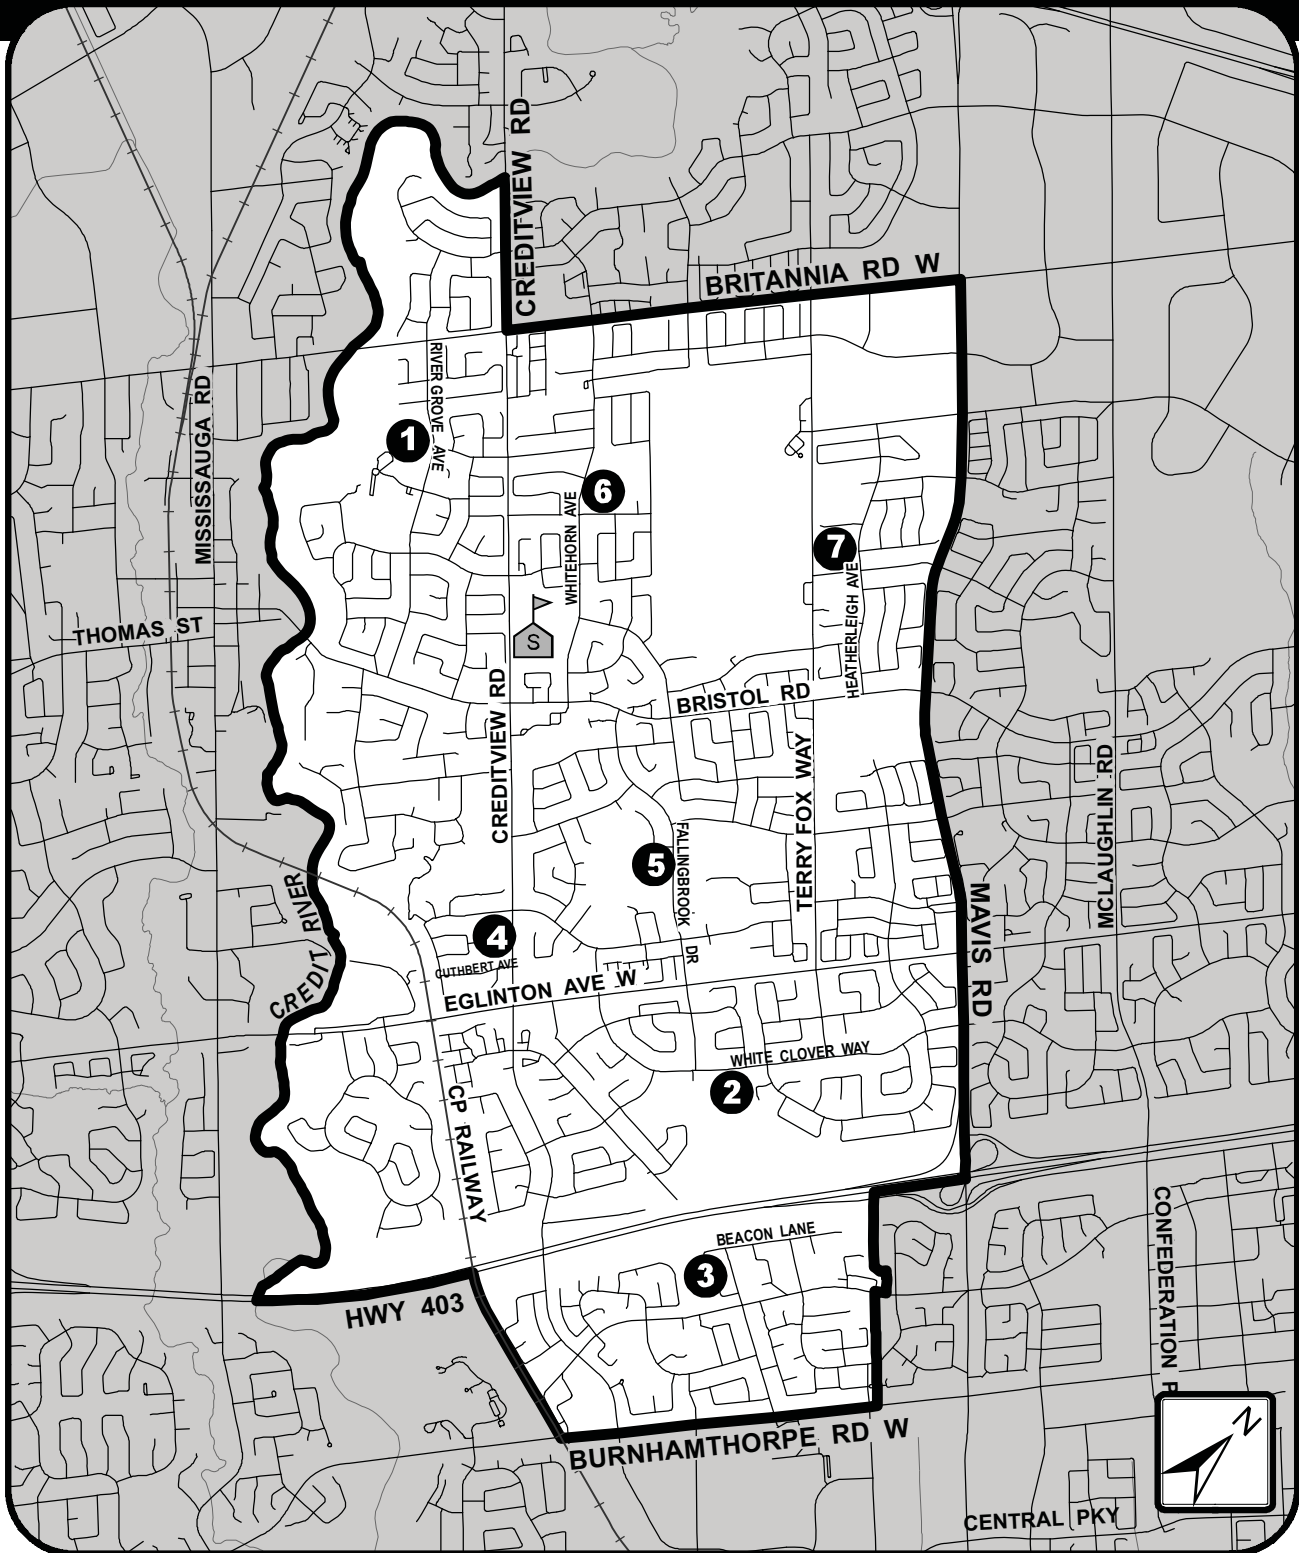 CREDITVIEW RD
BRITANNIA RD W
RIVER GROVE AVE
MISSISSAUGA RD
1
6
WHITEHORN AVE
7
HEATHERLEIGH AVE
THOMAS ST
S
CREDITVIEW RD
BRISTOL RD
TERRY FOX WAY
MCLAUGHLIN RD
5
FALLINGBROOK DR
CREDIT RIVER
4
CUTHBERT AVE
EGLINTON AVE W
MAVIS RD
WHITE CLOVER WAY
2
CP RAILWAY
BEACON LANE
3
CONFEDERATION P
HWY 403
BURNHAMTHORPE RD W
N
CENTRAL PKY